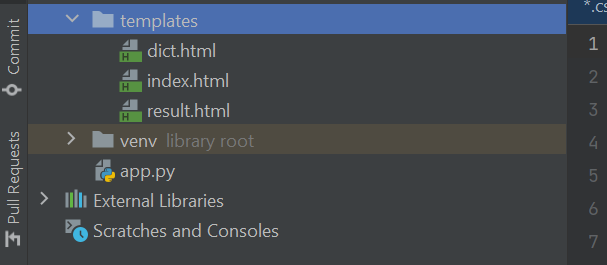 templates
dict.html
index.html
result.html
venv library root
app.py
External Libraries
Scratches and Consoles
Commit
Pull Requests
1
2
3
4
5
6
7